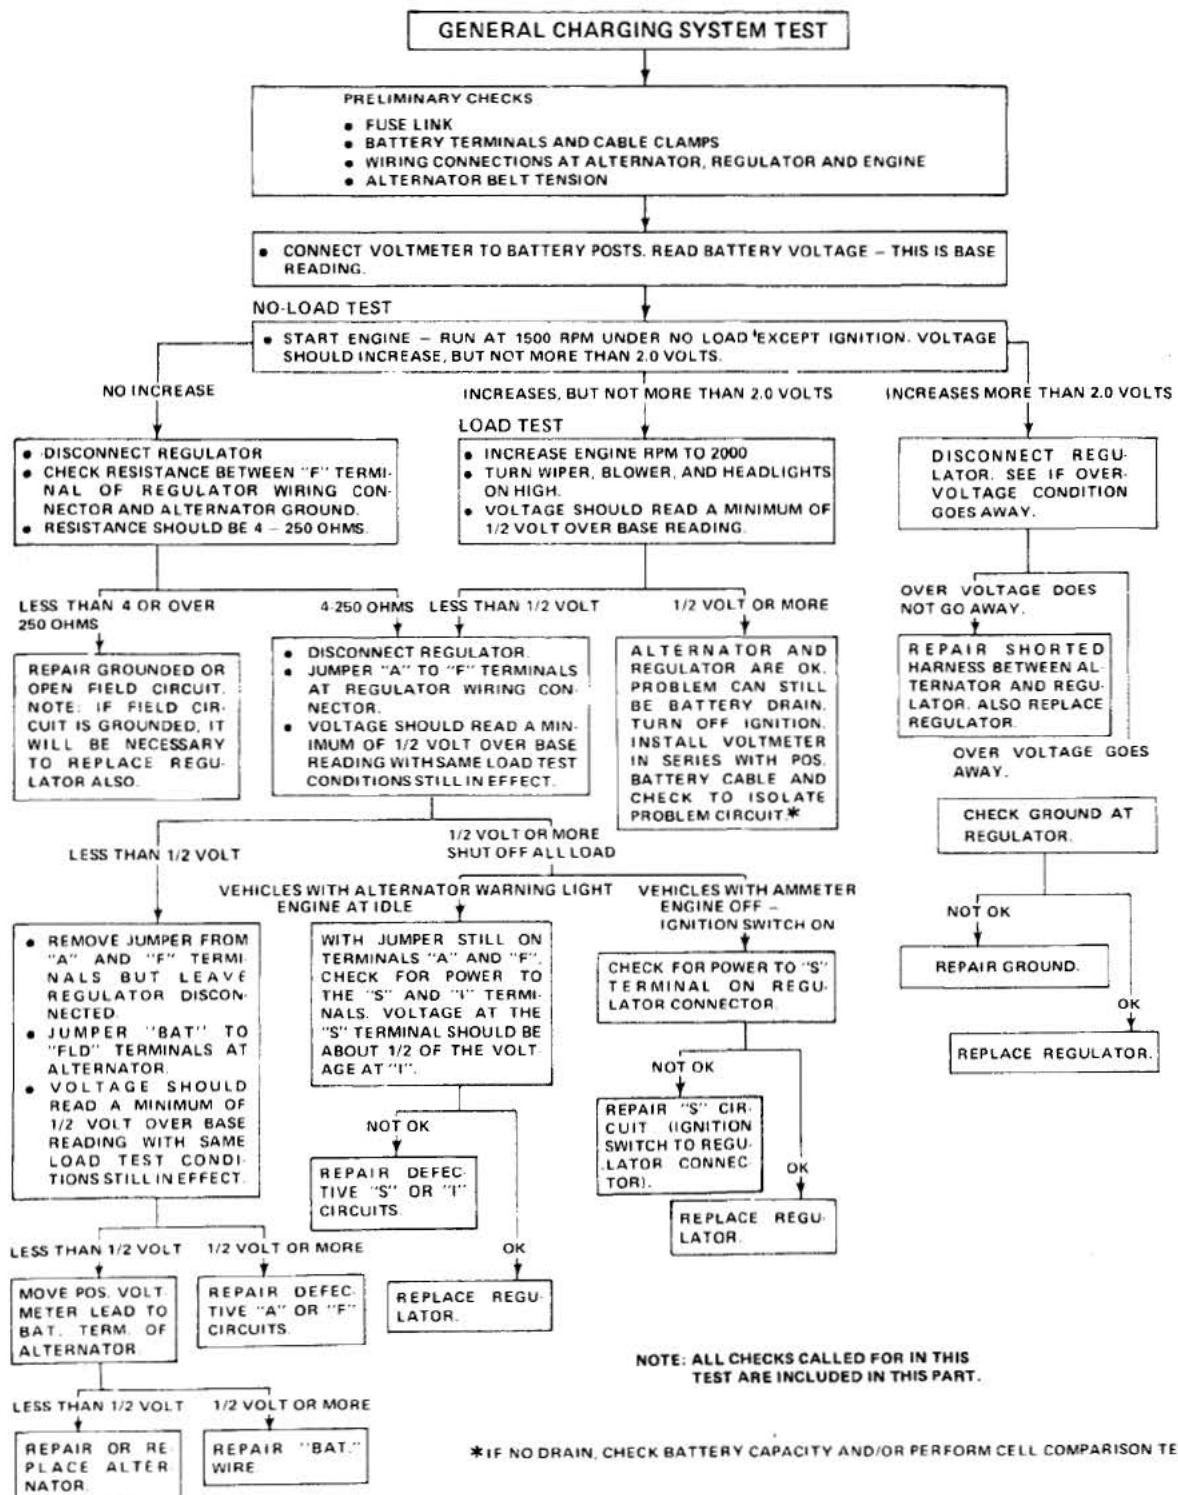 GENERAL CHARGING SYSTEM TEST
PRELIMINARY CHECKS
● FUSE LINK
● BATTERY TERMINALS AND CABLE CLAMPS
● WIRING CONNECTIONS AT ALTERNATOR, REGULATOR AND ENGINE
● ALTERNATOR BELT TENSION
● CONNECT VOLTMETER TO BATTERY POSTS. READ BATTERY VOLTAGE – THIS IS BASE
READING.
NO-LOAD TEST
● START ENGINE – RUN AT 1500 RPM UNDER NO LOAD EXCEPT IGNITION. VOLTAGE
SHOULD INCREASE, BUT NOT MORE THAN 2.0 VOLTS.
NO INCREASE
INCREASES, BUT NOT MORE THAN 2.0 VOLTS
INCREASES MORE THAN 2.0 VOLTS
● DISCONNECT REGULATOR
● CHECK RESISTANCE BETWEEN "F" TERMI-
NAL OF REGULATOR WIRING CON-
NECTOR AND ALTERNATOR GROUND.
● RESISTANCE SHOULD BE 4 – 250 OHMS.
LOAD TEST
● INCREASE ENGINE RPM TO 2000
● TURN WIPER, BLOWER, AND HEADLIGHTS
ON HIGH.
● VOLTAGE SHOULD READ A MINIMUM OF
1/2 VOLT OVER BASE READING.
DISCONNECT REGU-
LATOR. SEE IF OVER-
VOLTAGE CONDITION
GOES AWAY.
LESS THAN 4 OR OVER
250 OHMS
4-250 OHMS
LESS THAN 1/2 VOLT
1/2 VOLT OR MORE
OVER VOLTAGE DOES
NOT GO AWAY.
REPAIR GROUNDED OR
OPEN FIELD CIRCUIT.
NOTE: IF FIELD CIR-
CUIT IS GROUNDED, IT
WILL BE NECESSARY
TO REPLACE REGU-
LATOR ALSO.
● DISCONNECT REGULATOR.
● JUMPER "A" TO "F" TERMINALS
AT REGULATOR WIRING CON-
NECTOR.
● VOLTAGE SHOULD READ A MIN-
IMUM OF 1/2 VOLT OVER BASE
READING WITH SAME LOAD TEST
CONDITIONS STILL IN EFFECT.
ALTERNATOR AND
REGULATOR ARE OK.
PROBLEM CAN STILL
BE BATTERY DRAIN.
TURN OFF IGNITION.
INSTALL VOLTMETER
IN SERIES WITH POS.
BATTERY CABLE AND
CHECK TO ISOLATE
PROBLEM CIRCUIT.*
REPAIR SHORTED
HARNESS BETWEEN AL-
TERNATOR AND REGU-
LATOR. ALSO REPLACE
REGULATOR.
OVER VOLTAGE GOES
AWAY.
CHECK GROUND AT
REGULATOR.
LESS THAN 1/2 VOLT
1/2 VOLT OR MORE
SHUT OFF ALL LOAD
VEHICLES WITH ALTERNATOR WARNING LIGHT
ENGINE AT IDLE
VEHICLES WITH AMMETER
ENGINE OFF –
IGNITION SWITCH ON
NOT OK
REPAIR GROUND.
OK
REPLACE REGULATOR.
● REMOVE JUMPER FROM
"A" AND "F" TERMI-
NALS BUT LEAVE
REGULATOR DISCON-
NECTED.
● JUMPER "BAT" TO
"FLD" TERMINALS AT
ALTERNATOR.
● VOLTAGE SHOULD
READ A MINIMUM OF
1/2 VOLT OVER BASE
READING WITH SAME
LOAD TEST CONDI-
TIONS STILL IN EFFECT.
WITH JUMPER STILL ON
TERMINALS "A" AND "F",
CHECK FOR POWER TO
THE "S" AND "I" TERMI-
NALS. VOLTAGE AT THE
"S" TERMINAL SHOULD BE
ABOUT 1/2 OF THE VOLT-
AGE AT "I".
CHECK FOR POWER TO "S"
TERMINAL ON REGU-
LATOR CONNECTOR.
NOT OK
REPAIR DEFEC-
TIVE "S" OR "I"
CIRCUITS.
OK
REPLACE REGU-
LATOR.
NOT OK
REPAIR "S" CIR-
CUIT (IGNITION
SWITCH TO REGU-
LATOR CONNEC-
TOR).
OK
REPLACE REGU-
LATOR.
LESS THAN 1/2 VOLT
1/2 VOLT OR MORE
MOVE POS. VOLT-
METER LEAD TO
BAT. TERM. OF
ALTERNATOR.
REPAIR DEFEC-
TIVE "A" OR "F"
CIRCUITS.
LESS THAN 1/2 VOLT
1/2 VOLT OR MORE
REPAIR OR RE-
PLACE ALTER-
NATOR.
REPAIR "BAT."
WIRE.
NOTE: ALL CHECKS CALLED FOR IN THIS
TEST ARE INCLUDED IN THIS PART.
*IF NO DRAIN, CHECK BATTERY CAPACITY AND/OR PERFORM CELL COMPARISON TE